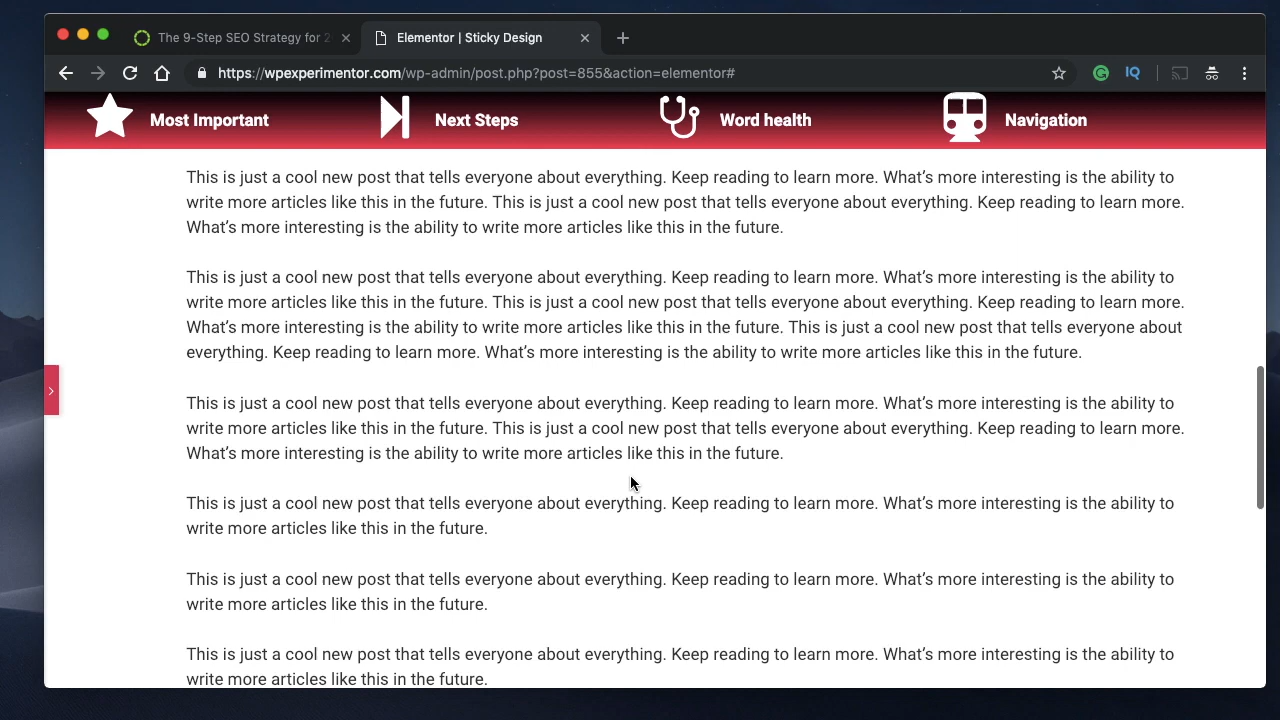 The 9-Step SEO Strategy for 2
Elementor | Sticky Design
https://wpexperimentor.com/wp-admin/post.php?post=855&action=elementor#
IQ
Most Important
Next Steps
Word health
Navigation
This is just a cool new post that tells everyone about everything. Keep reading to learn more. What’s more interesting is the ability to
write more articles like this in the future. This is just a cool new post that tells everyone about everything. Keep reading to learn more.
What’s more interesting is the ability to write more articles like this in the future.
This is just a cool new post that tells everyone about everything. Keep reading to learn more. What’s more interesting is the ability to
write more articles like this in the future. This is just a cool new post that tells everyone about everything. Keep reading to learn more.
What’s more interesting is the ability to write more articles like this in the future. This is just a cool new post that tells everyone about
everything. Keep reading to learn more. What’s more interesting is the ability to write more articles like this in the future.
This is just a cool new post that tells everyone about everything. Keep reading to learn more. What’s more interesting is the ability to
write more articles like this in the future. This is just a cool new post that tells everyone about everything. Keep reading to learn more.
What’s more interesting is the ability to write more articles like this in the future.
This is just a cool new post that tells everyone about everything. Keep reading to learn more. What’s more interesting is the ability to
write more articles like this in the future.
This is just a cool new post that tells everyone about everything. Keep reading to learn more. What’s more interesting is the ability to
write more articles like this in the future.
This is just a cool new post that tells everyone about everything. Keep reading to learn more. What’s more interesting is the ability to
write more articles like this in the future.